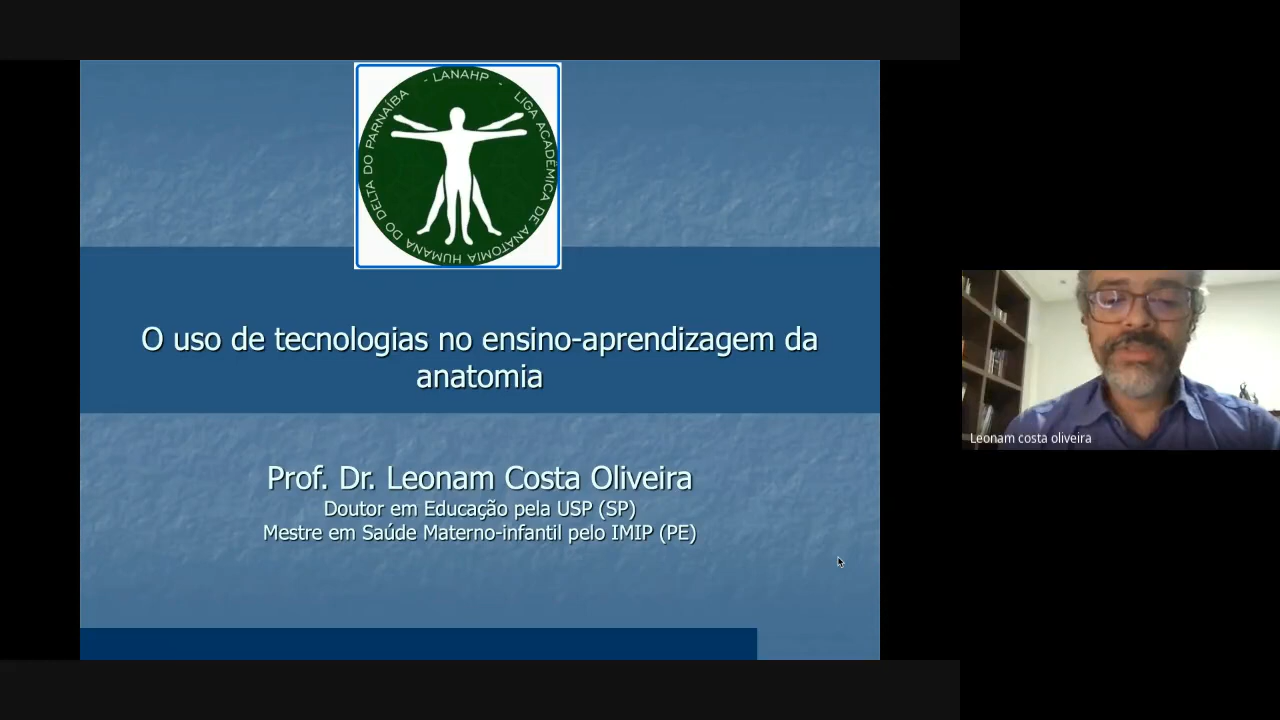 - LANAHP -
LIGA ACADÊMICA DE ANATOMIA HUMANA DO DELTA DO PARNAÍBA
O uso de tecnologias no ensino-aprendizagem da
anatomia
Prof. Dr. Leonam Costa Oliveira
Doutor em Educação pela USP (SP)
Mestre em Saúde Materno-infantil pelo IMIP (PE)
Leonam costa oliveira